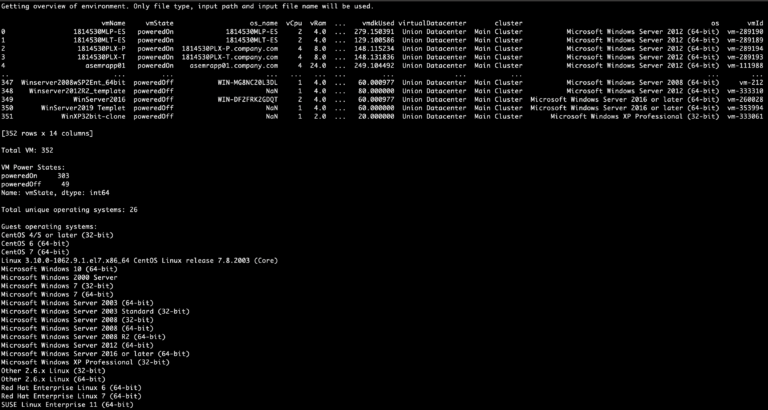 Getting overview of environment. Only file type, input path and input file name will be used.
vmName vmState os_name vCpu vRam ... vmdkUsed virtualDatacenter cluster os vmId
0 1814530MLP-ES poweredOn 1814530MLP-ES 2 4.0 ... 279.150391 Union Datacenter Main Cluster Microsoft Windows Server 2012 (64-bit) vm-289190
1 1814530MLT-ES poweredOn 1814530MLT-ES 2 4.0 ... 129.100586 Union Datacenter Main Cluster Microsoft Windows Server 2012 (64-bit) vm-289191
2 1814530PLX-P poweredOn 1814530PLX-P.company.com 4 8.0 ... 148.115234 Union Datacenter Main Cluster Microsoft Windows Server 2012 (64-bit) vm-289194
3 1814530PLX-T poweredOn 1814530PLX-T.company.com 4 8.0 ... 148.131836 Union Datacenter Main Cluster Microsoft Windows Server 2012 (64-bit) vm-289193
4 asemrapp01 poweredOn asemrapp01.company.com 4 24.0 ... 249.104492 Union Datacenter Main Cluster Microsoft Windows Server 2012 (64-bit) vm-111988
.. ... ... ... ... ... ... ... ... ... ... ...
347 Winserver2008wSP2Ent_64bit poweredOff WIN-MG8NC20L3DL 1 4.0 ... 60.000977 Union Datacenter Main Cluster Microsoft Windows Server 2008 (64-bit) vm-212
348 Winserver2012R2_template poweredOff NaN 1 4.0 ... 80.000000 Union Datacenter Main Cluster Microsoft Windows Server 2012 (64-bit) vm-333310
349 WinServer2016 poweredOff WIN-DF2FRKZGDQT 2 4.0 ... 60.000977 Union Datacenter Main Cluster Microsoft Windows Server 2016 or later (64-bit) vm-260028
350 WinServer2019 Templet poweredOff NaN 1 4.0 ... 60.000000 Union Datacenter Main Cluster Microsoft Windows Server 2016 or later (64-bit) vm-353994
351 WinXP32bit-clone poweredOff NaN 1 2.0 ... 20.000000 Union Datacenter Main Cluster Microsoft Windows XP Professional (32-bit) vm-333061
[352 rows x 14 columns]
Total VM: 352
VM Power States:
poweredOn 303
poweredOff 49
Name: vmState, dtype: int64
Total unique operating systems: 26
Guest operating systems:
CentOS 4/5 or later (32-bit)
CentOS 6 (64-bit)
CentOS 7 (64-bit)
Linux 3.10.0-1062.9.1.el7.x86_64 CentOS Linux release 7.8.2003 (Core)
Microsoft Windows 10 (64-bit)
Microsoft Windows 2000 Server
Microsoft Windows 7 (32-bit)
Microsoft Windows 7 (64-bit)
Microsoft Windows Server 2003 (64-bit)
Microsoft Windows Server 2003 Standard (32-bit)
Microsoft Windows Server 2008 (32-bit)
Microsoft Windows Server 2008 (64-bit)
Microsoft Windows Server 2008 R2 (64-bit)
Microsoft Windows Server 2012 (64-bit)
Microsoft Windows Server 2016 or later (64-bit)
Microsoft Windows XP Professional (32-bit)
Other 2.6.x Linux (32-bit)
Other 2.6.x Linux (64-bit)
Red Hat Enterprise Linux 6 (64-bit)
Red Hat Enterprise Linux 7 (64-bit)
SUSE Linux Enterprise 11 (64-bit)